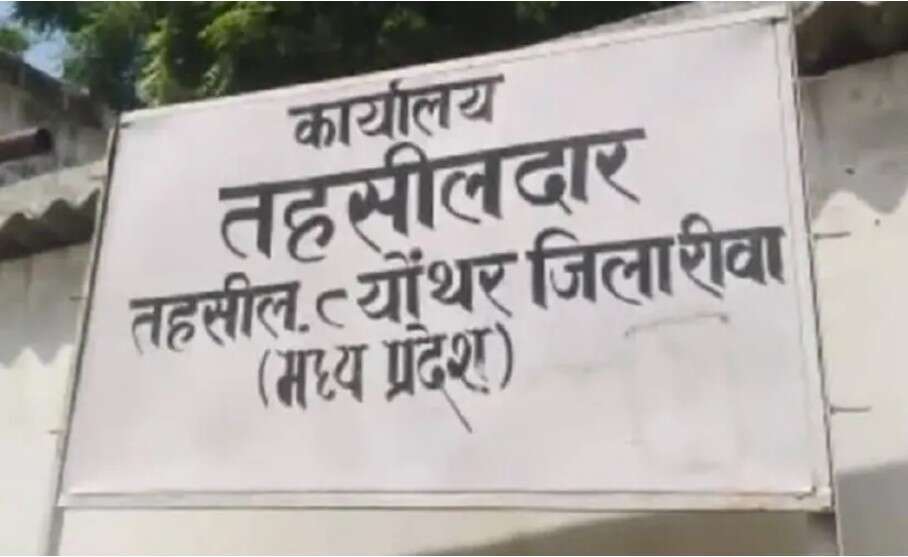 कार्यालय
तहसीलदार
तहसील. त्योंथर जिला रीवा
(मध्य प्रदेश)